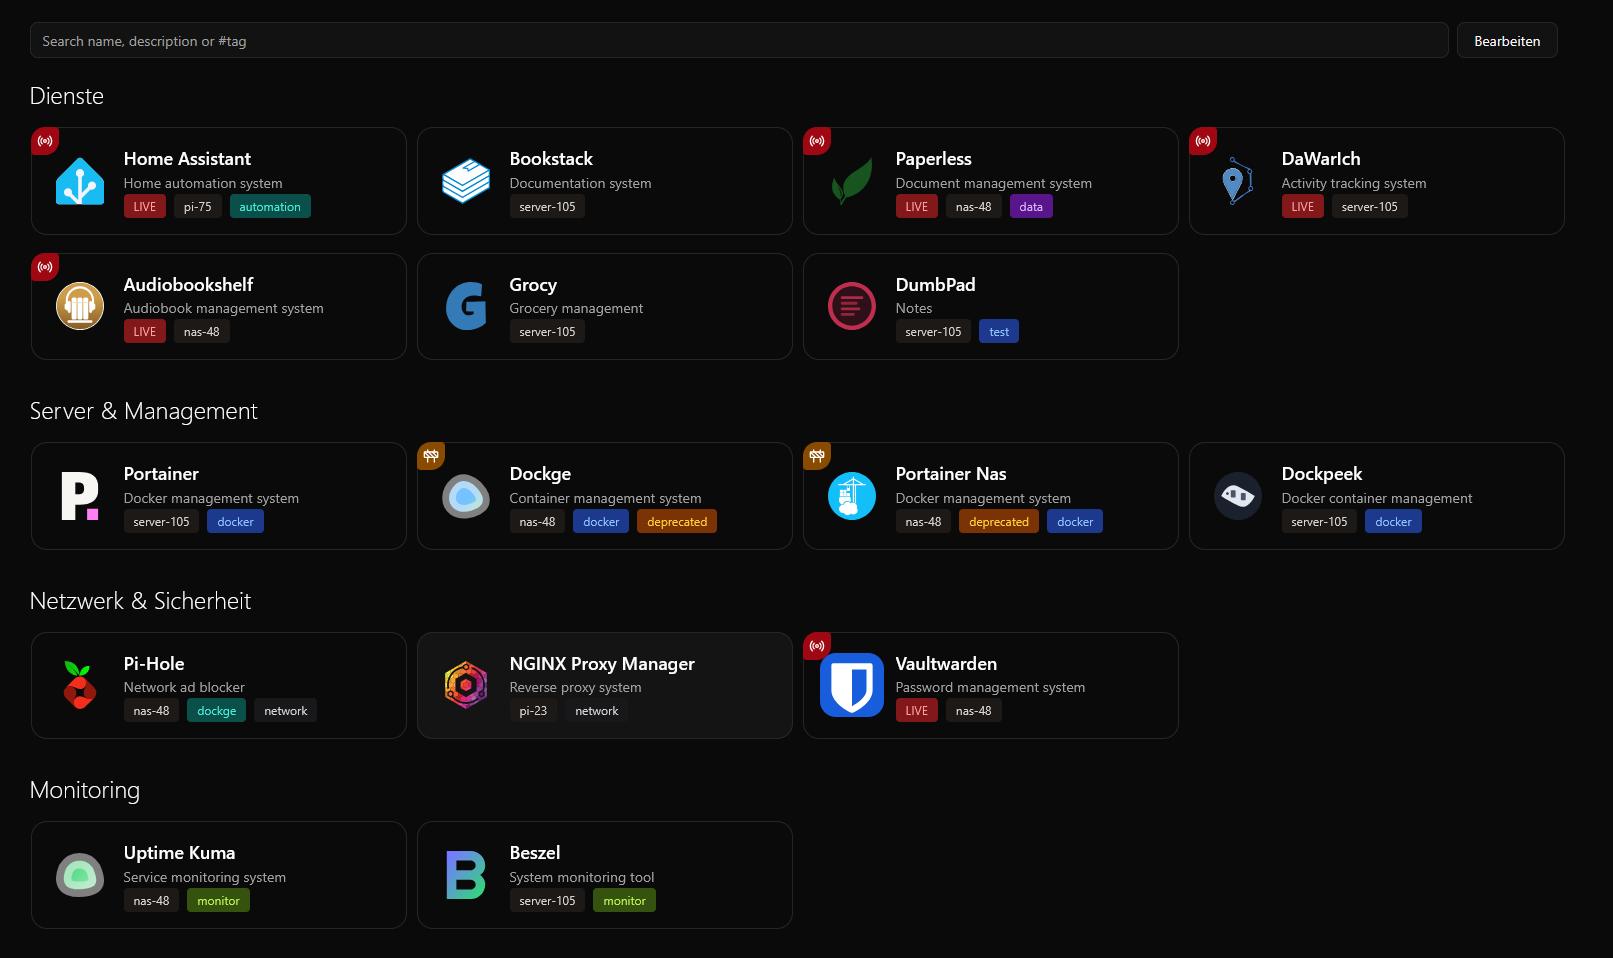 Search name, description or #tag
Bearbeiten
Dienste
Home Assistant
Home automation system
LIVE pi-75 automation
Bookstack
Documentation system
server-105
Paperless
Document management system
LIVE nas-48 data
DaWarIch
Activity tracking system
LIVE server-105
Audiobookshelf
Audiobook management system
LIVE nas-48
Grocy
Grocery management
server-105
DumbPad
Notes
server-105 test
Server & Management
Portainer
Docker management system
server-105 docker
Dockge
Container management system
nas-48 docker deprecated
Portainer Nas
Docker management system
nas-48 deprecated docker
Dockpeek
Docker container management
server-105 docker
Netzwerk & Sicherheit
Pi-Hole
Network ad blocker
nas-48 dockge network
NGINX Proxy Manager
Reverse proxy system
pi-23 network
Vaultwarden
Password management system
LIVE nas-48
Monitoring
Uptime Kuma
Service monitoring system
nas-48 monitor
Beszel
System monitoring tool
server-105 monitor